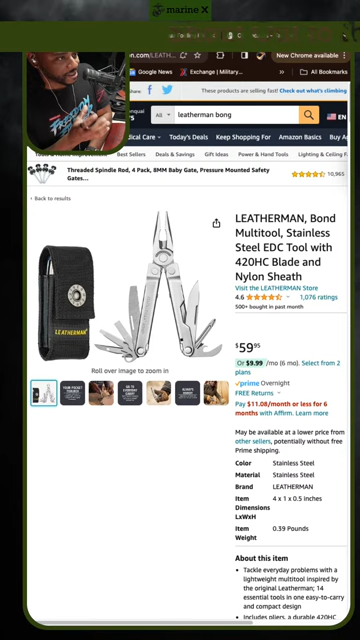 marine X
on.com/LEATH...
New Chrome available
Google News
Exchange | Military...
»
All Bookmarks
Share:
These products are selling fast! Check out what's climbing
All
leatherman bong
EN
ical Care
Today's Deals
Keep Shopping For
Amazon Basics
Buy Ag
Best Sellers
Deals & Savings
Gift Ideas
Power & Hand Tools
Lighting & Ceiling F
Threaded Spindle Rod, 4 Pack, 8MM Baby Gate, Pressure Mounted Safety
Gates...
10,965
‹ Back to results
LEATHERMAN, Bond
Multitool, Stainless
Steel EDC Tool with
420HC Blade and
Nylon Sheath
Visit the LEATHERMAN Store
4.6
1,076 ratings
500+ bought in past month
LEATHERMAN
Roll over image to zoom in
$5995
Or $9.99 /mo (6 mo). Select from 2
plans
prime Overnight
FREE Returns
Pay $11.08/month or less for 6
months with Affirm. Learn more
May be available at a lower price from
other sellers, potentially without free
Prime shipping.
Color Stainless Steel
Material Stainless Steel
Brand LEATHERMAN
Item 4 x 1 x 0.5 inches
Dimensions
LxWxH
Item 0.39 Pounds
Weight
About this item
• Tackle everyday problems with a
lightweight multitool inspired by
the original Leatherman; 14
essential tools in one easy-to-carry
and compact design
• Includes pliers, a durable 420HC